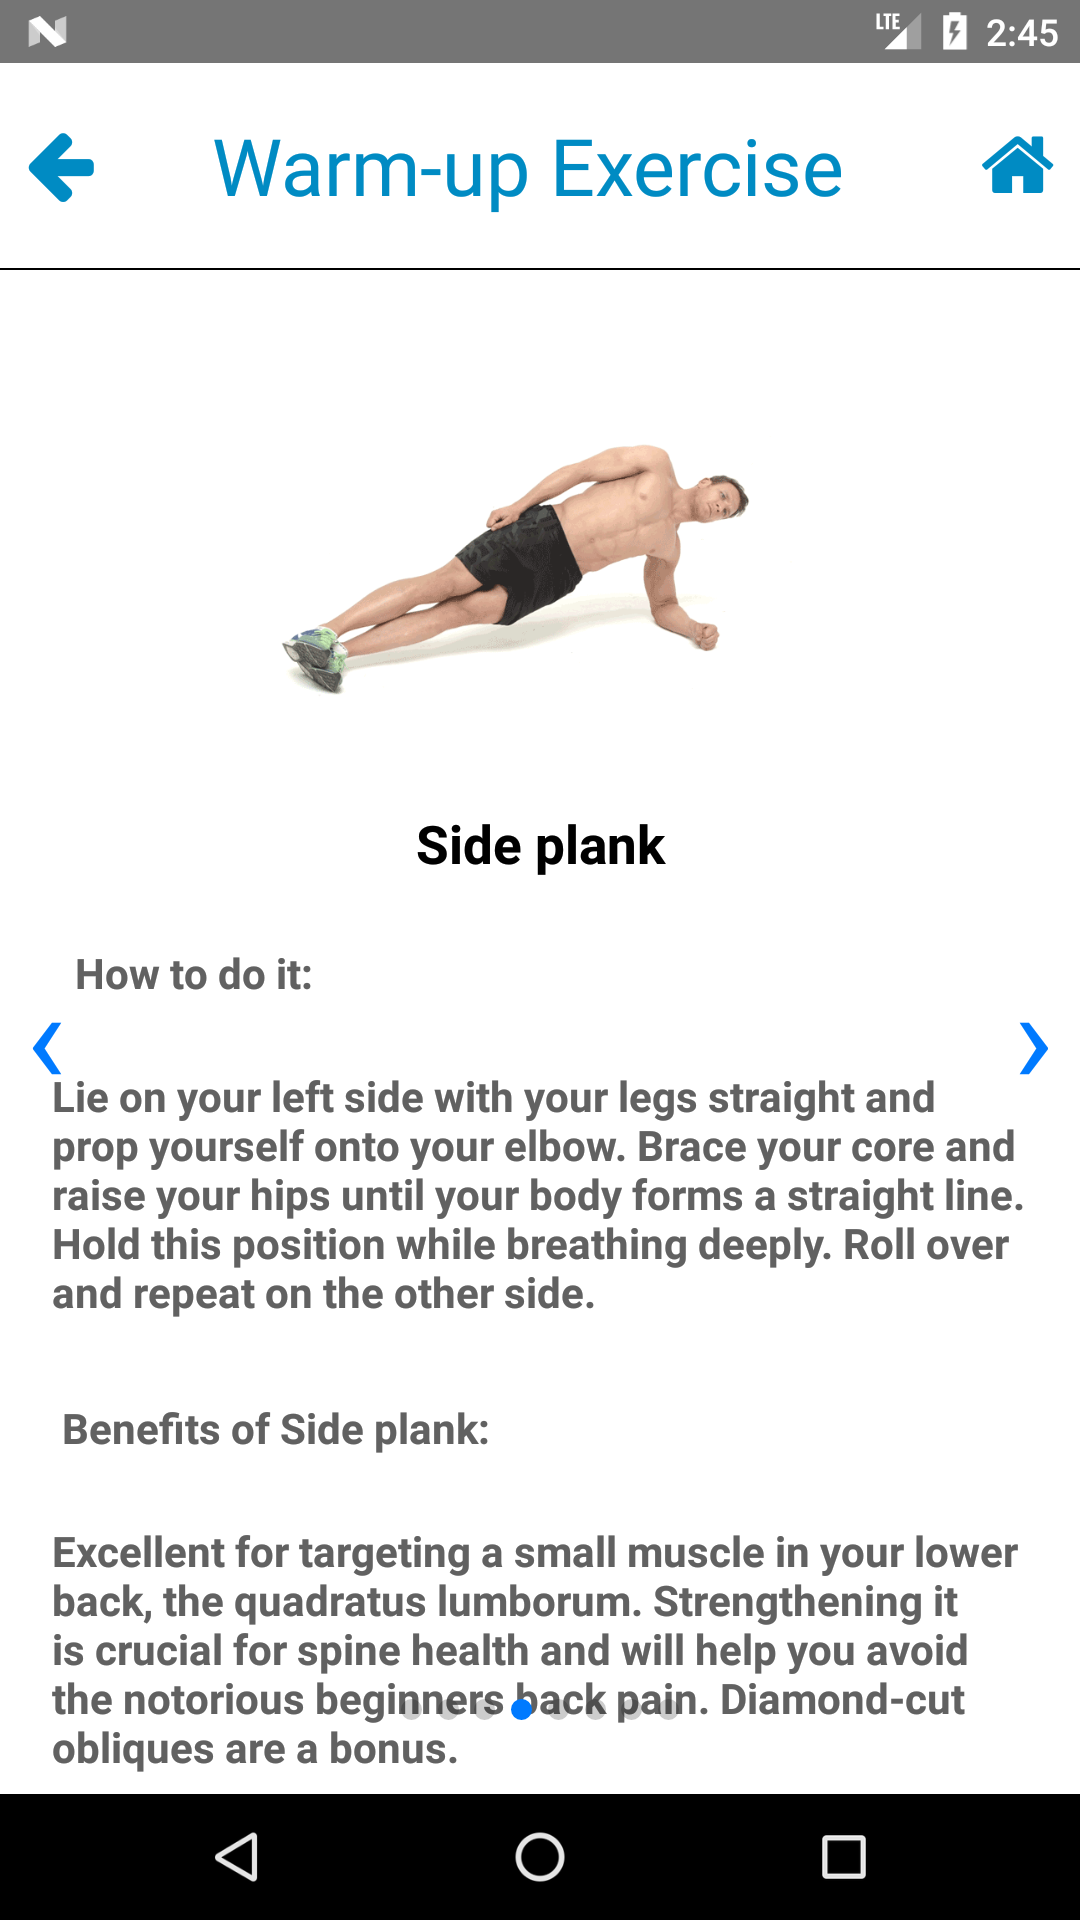 LTE 2:45
Warm-up Exercise
Side plank
How to do it:
Lie on your left side with your legs straight and
prop yourself onto your elbow. Brace your core and
raise your hips until your body forms a straight line.
Hold this position while breathing deeply. Roll over
and repeat on the other side.
Benefits of Side plank:
Excellent for targeting a small muscle in your lower
back, the quadratus lumborum. Strengthening it
is crucial for spine health and will help you avoid
the notorious beginners back pain. Diamond-cut
obliques are a bonus.